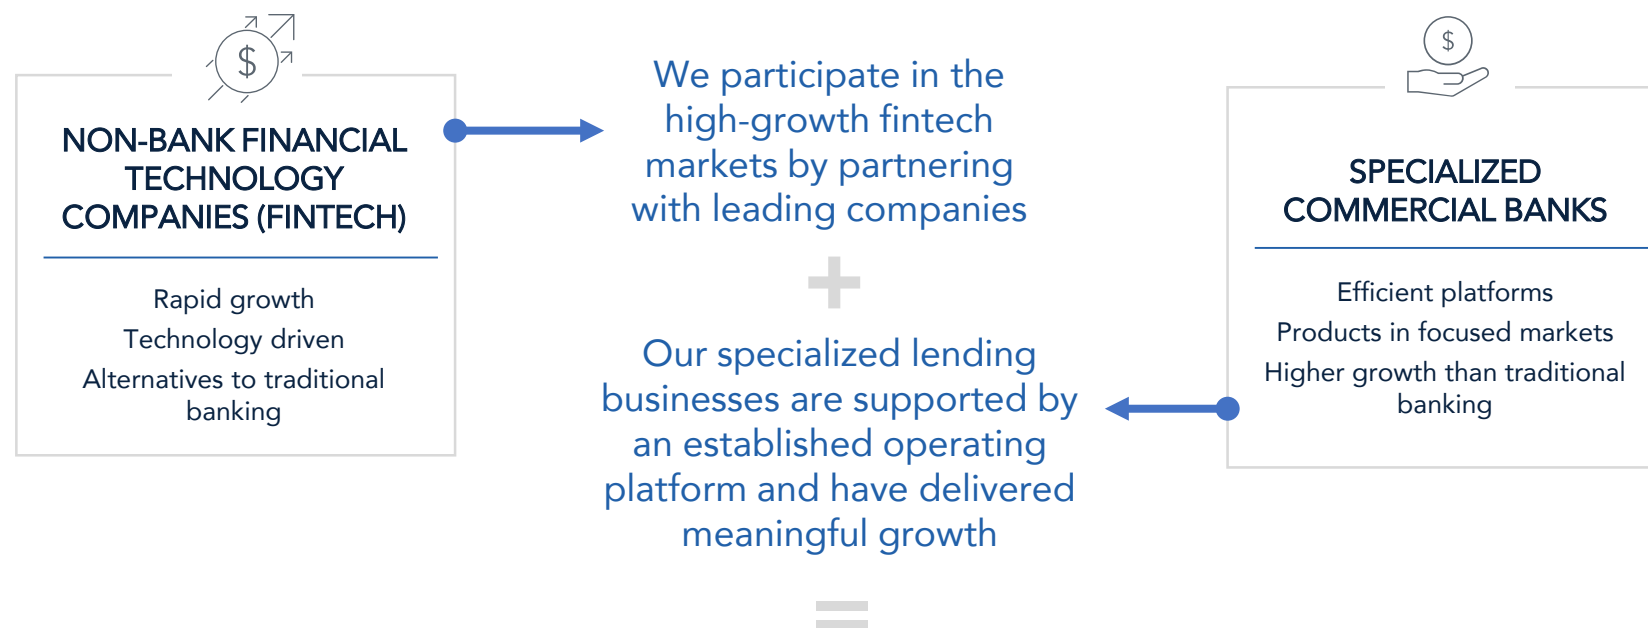 $
NON-BANK FINANCIAL
TECHNOLOGY
COMPANIES (FINTECH)
Rapid growth
Technology driven
Alternatives to traditional
banking
We participate in the
high-growth fintech
markets by partnering
with leading companies
+
Our specialized lending
businesses are supported by
an established operating
platform and have delivered
meaningful growth
=
$
SPECIALIZED
COMMERCIAL BANKS
Efficient platforms
Products in focused markets
Higher growth than traditional
banking